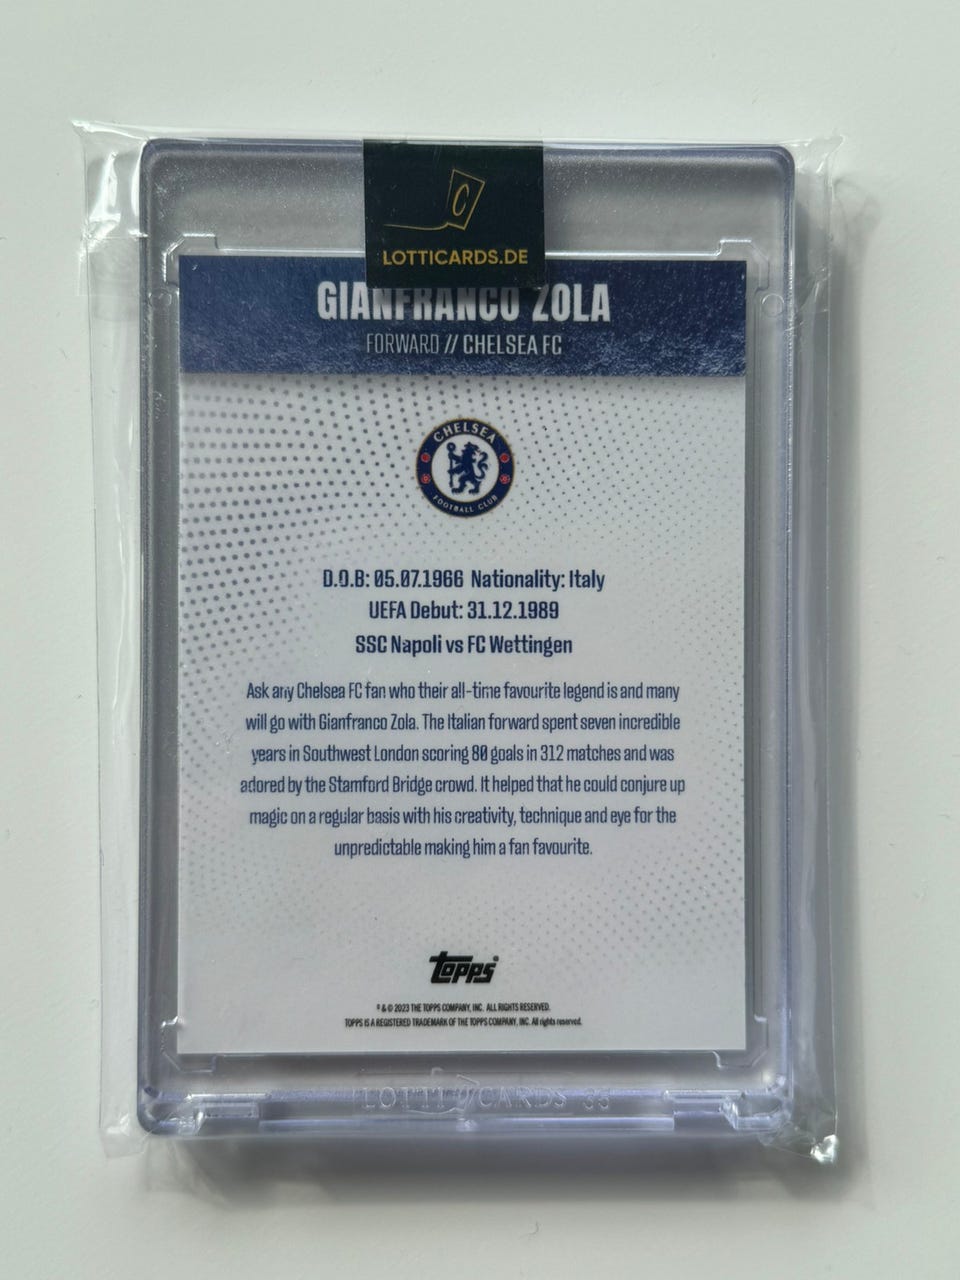 C
LOTTICARDS.DE
GIANFRANCO ZOLA
FORWARD // CHELSEA FC
CHELSEA
FOOTBALL CLUB
D.O.B: 05.07.1966 Nationality: Italy
UEFA Debut: 31.12.1989
SSC Napoli vs FC Wettingen
Ask any Chelsea FC fan who their all-time favourite legend is and many
will go with Gianfranco Zola. The Italian forward spent seven incredible
years in Southwest London scoring 80 goals in 312 matches and was
adored by the Stamford Bridge crowd. It helped that he could conjure up
magic on a regular basis with his creativity, technique and eye for the
unpredictable making him a fan favourite.
Topps®
® & © 2023 THE TOPPS COMPANY, INC. ALL RIGHTS RESERVED.
TOPPS IS A REGISTERED TRADEMARK OF THE TOPPS COMPANY, INC. All rights reserved.
LOTTI CARDS 35